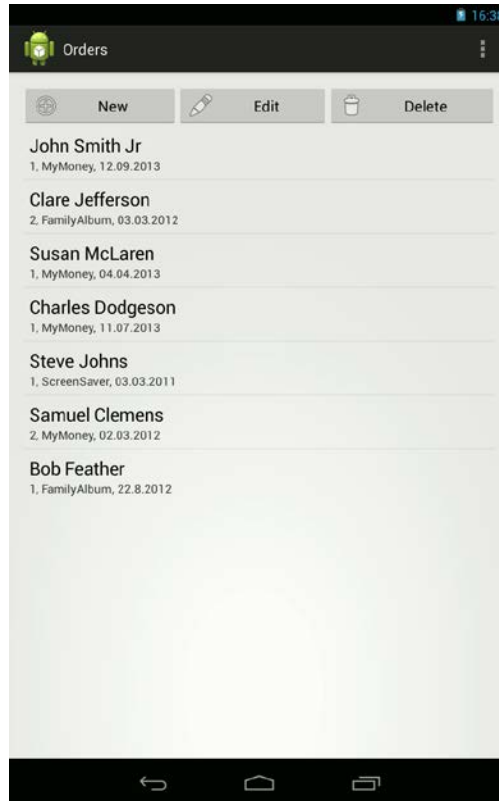 16:38
Orders
New Edit Delete
John Smith Jr
1, MyMoney, 12.09.2013
Clare Jefferson
2, FamilyAlbum, 03.03.2012
Susan McLaren
1, MyMoney, 04.04.2013
Charles Dodgeson
1, MyMoney, 11.07.2013
Steve Johns
1, ScreenSaver, 03.03.2011
Samuel Clemens
2, MyMoney, 02.03.2012
Bob Feather
1, FamilyAlbum, 22.8.2012